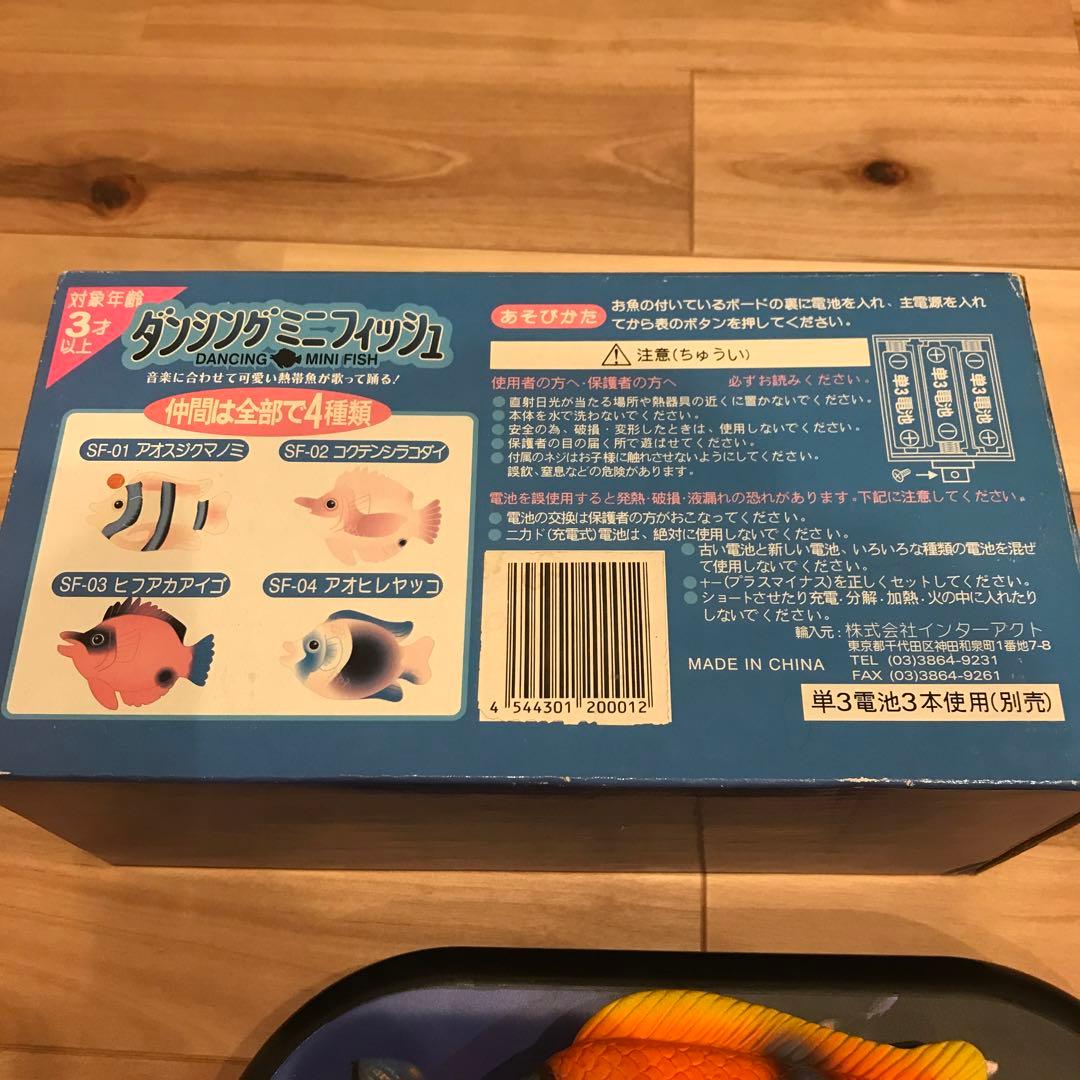 対象年齢
3才
以上
ダンシングミニフィッシュ
DANCING MINI FISH
音楽に合わせて可愛い熱帯魚が歌って踊る!
仲間は全部で4種類
SF-01 アオスジクマノミ
SF-02 コクテンシラコダイ
SF-03 ヒフアカアイゴ
SF-04 アオヒレヤッコ
あそびかた
お魚の付いているボードの裏に電池を入れ、主電源を入れ
てから表のボタンを押してください。
注意(ちゅうい)
使用者の方へ・保護者の方へ 必ずお読みください。
●直射日光が当たる場所や熱器具の近くに置かないでください。
●本体を水で洗わないでください。
●安全の為、破損・変形したときは、使用しないでください。
●保護者の目の届く所で遊ばせてください。
●付属のネジはお子様に触れさせないようにしてください。
誤飲、窒息などの危険があります。
単3電池
単3電池
単3電池
電池を誤使用すると発熱・破損・液漏れの恐れがあります。下記に注意してください。
●電池の交換は保護者の方がおこなってください。
●ニカド(充電式)電池は、絶対に使用しないでください。
●古い電池と新しい電池、いろいろな種類の電池を混ぜ
て使用しないでください。
●+-(プラスマイナス)を正しくセットしてください。
●ショートさせたり充電・分解・加熱・火の中に入れたり
しないでください。
輸入元:株式会社インターアクト
東京都千代田区神田和泉町1番地7-8
TEL (03)3864-9231
FAX (03)3864-9261
MADE IN CHINA
単3電池3本使用(別売)
4 544301 200012